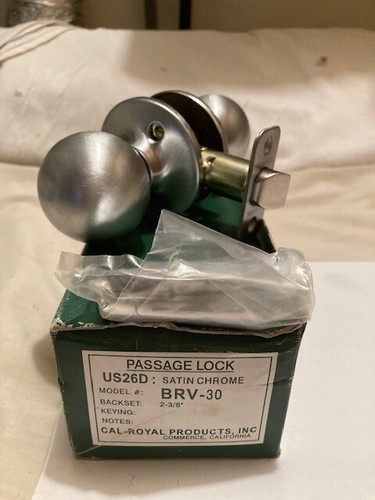 PASSAGE LOCK
US26D: SATIN CHROME
MODEL #: BRV-30
BACKSET: 2-3/8"
KEYING:
NOTES:
CAL-ROYAL PRODUCTS, INC
COMMERCE, CALIFORNIA